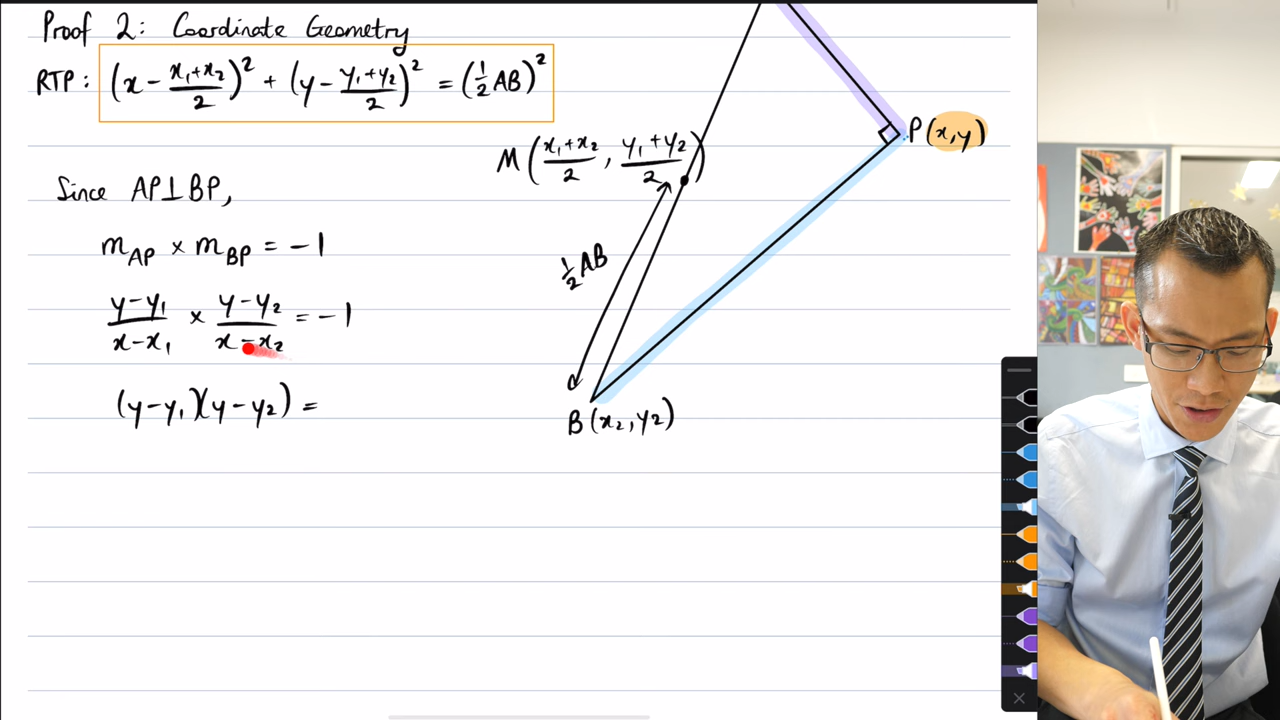 Proof 2: Coordinate Geometry
RTP: (x - (x₁+x₂)/2)² + (y - (y₁+y₂)/2)² = (½AB)²
P(x,y)
M((x₁+x₂)/2, (y₁+y₂)/2)
Since AP⊥BP,
m_AP × m_BP = -1
½AB
(y-y₁)/(x-x₁) × (y-y₂)/(x-x₂) = -1
(y-y₁)(y-y₂) =
B(x₂,y₂)